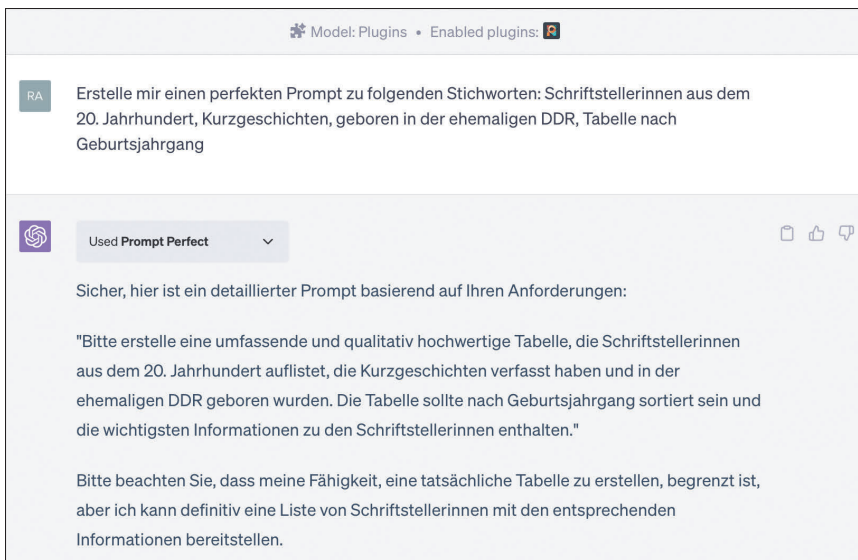 Model: Plugins • Enabled plugins:
RA
Erstelle mir einen perfekten Prompt zu folgenden Stichworten: Schriftstellerinnen aus dem
20. Jahrhundert, Kurzgeschichten, geboren in der ehemaligen DDR, Tabelle nach
Geburtsjahrgang
Used Prompt Perfect
Sicher, hier ist ein detaillierter Prompt basierend auf Ihren Anforderungen:
"Bitte erstelle eine umfassende und qualitativ hochwertige Tabelle, die Schriftstellerinnen
aus dem 20. Jahrhundert auflistet, die Kurzgeschichten verfasst haben und in der
ehemaligen DDR geboren wurden. Die Tabelle sollte nach Geburtsjahrgang sortiert sein und
die wichtigsten Informationen zu den Schriftstellerinnen enthalten."
Bitte beachten Sie, dass meine Fähigkeit, eine tatsächliche Tabelle zu erstellen, begrenzt ist,
aber ich kann definitiv eine Liste von Schriftstellerinnen mit den entsprechenden
Informationen bereitstellen.